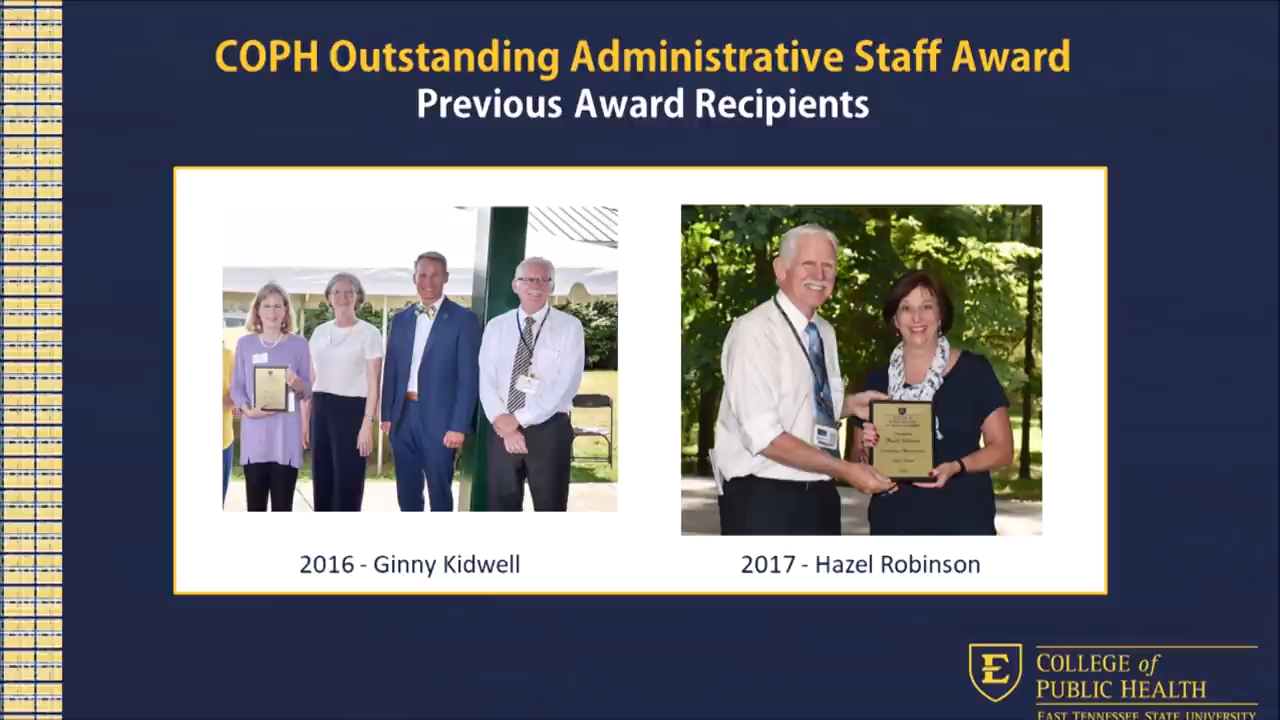 COPH Outstanding Administrative Staff Award
Previous Award Recipients
2016 - Ginny Kidwell
2017 - Hazel Robinson
E
COLLEGE of
PUBLIC HEALTH
EAST TENNESSEE STATE UNIVERSITY